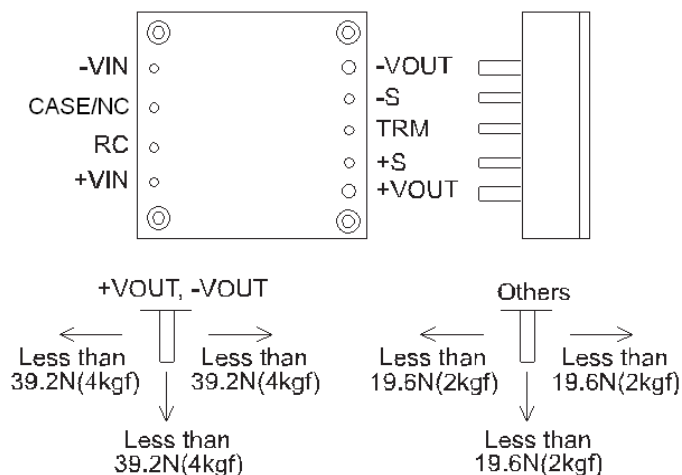 -VIN
CASE/NC
RC
+VIN
-VOUT
-S
TRM
+S
+VOUT
+VOUT, -VOUT
Less than
39.2N(4kgf)
Less than
39.2N(4kgf)
Less than
39.2N(4kgf)
Others
Less than
19.6N(2kgf)
Less than
19.6N(2kgf)
Less than
19.6N(2kgf)